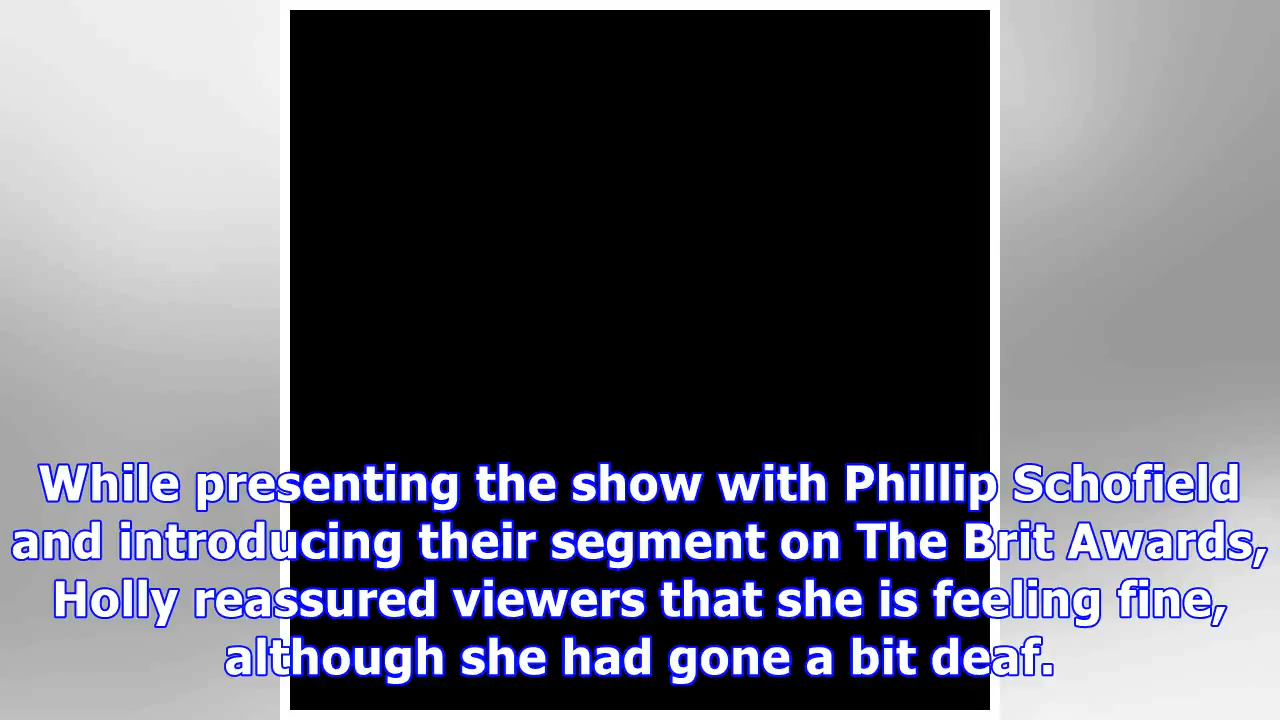 While presenting the show with Phillip Schofield
and introducing their segment on The Brit Awards,
Holly reassured viewers that she is feeling fine,
although she had gone a bit deaf.